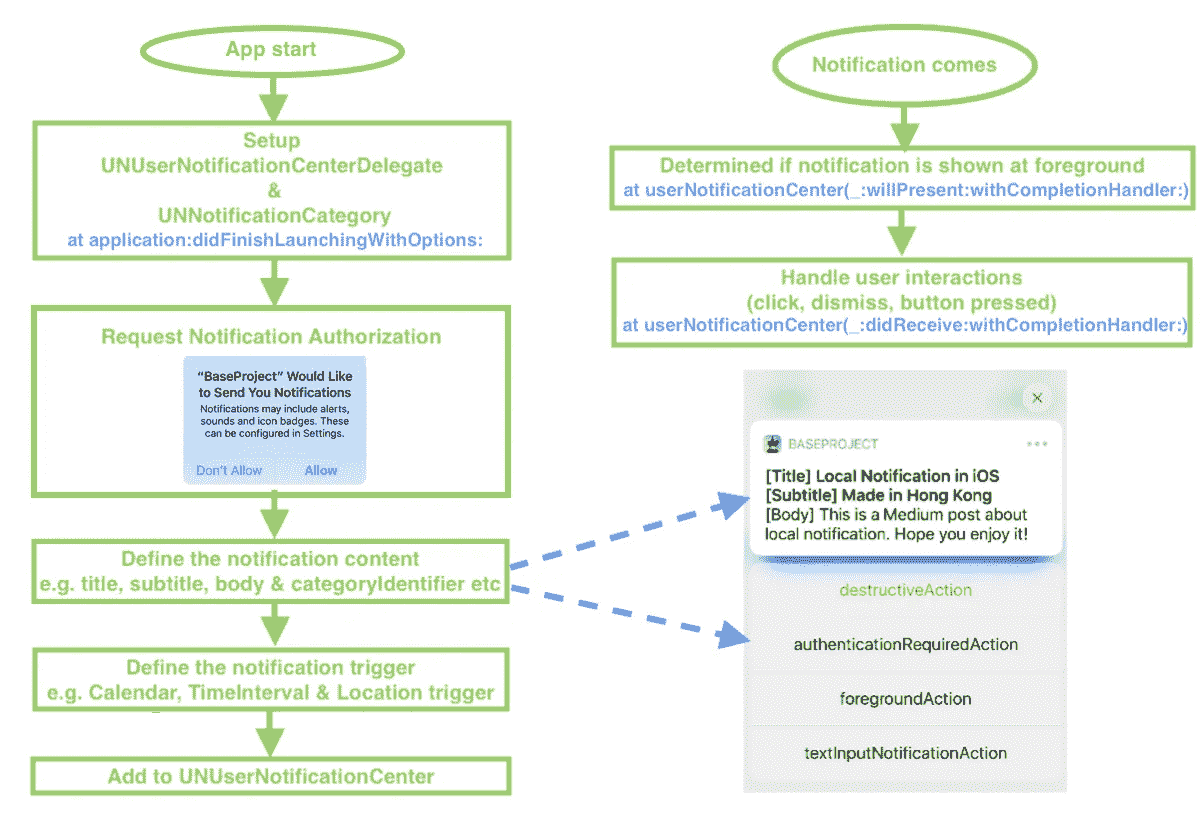 App start
Setup
UNUserNotificationCenterDelegate
&
UNNotificationCategory
at application:didFinishLaunchingWithOptions:
Request Notification Authorization
“BaseProject” Would Like
to Send You Notifications
Notifications may include alerts,
sounds and icon badges. These
can be configured in Settings.
Don’t Allow
Allow
Define the notification content
e.g. title, subtitle, body & categoryIdentifier etc
Define the notification trigger
e.g. Calendar, TimeInterval & Location trigger
Add to UNUserNotificationCenter
Notification comes
Determined if notification is shown at foreground
at userNotificationCenter(_:willPresent:withCompletionHandler:)
Handle user interactions
(click, dismiss, button pressed)
at userNotificationCenter(_:didReceive:withCompletionHandler:)
BASEPROJECT
[Title] Local Notification in iOS
[Subtitle] Made in Hong Kong
[Body] This is a Medium post about
local notification. Hope you enjoy it!
destructiveAction
authenticationRequiredAction
foregroundAction
textInputNotificationAction